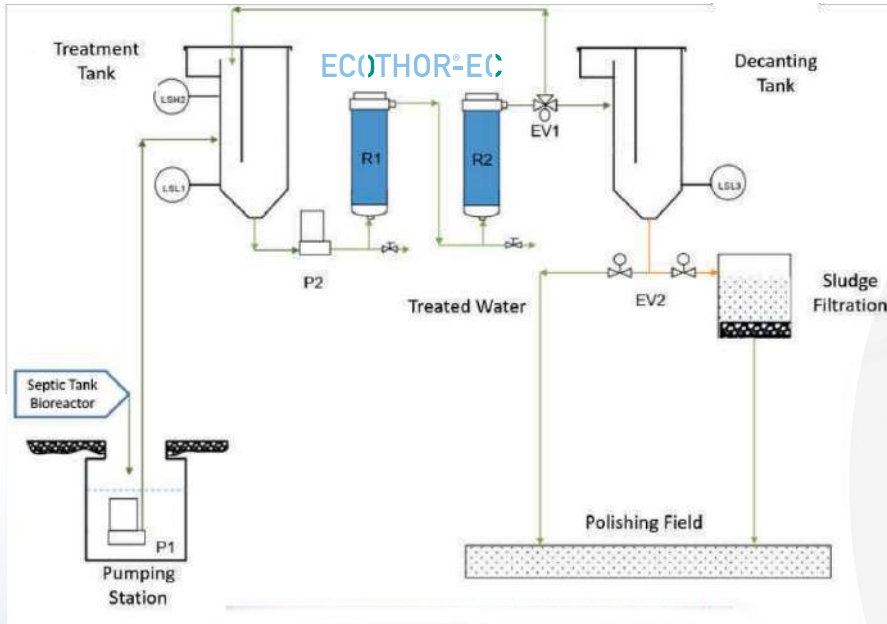 Treatment
Tank
ECOTHOR®-EC
Decanting
Tank
LSH2
EV1
R1
R2
LSL1
LSL3
P2
EV2
Treated Water
Sludge
Filtration
Septic Tank
Bioreactor
Polishing Field
P1
Pumping
Station